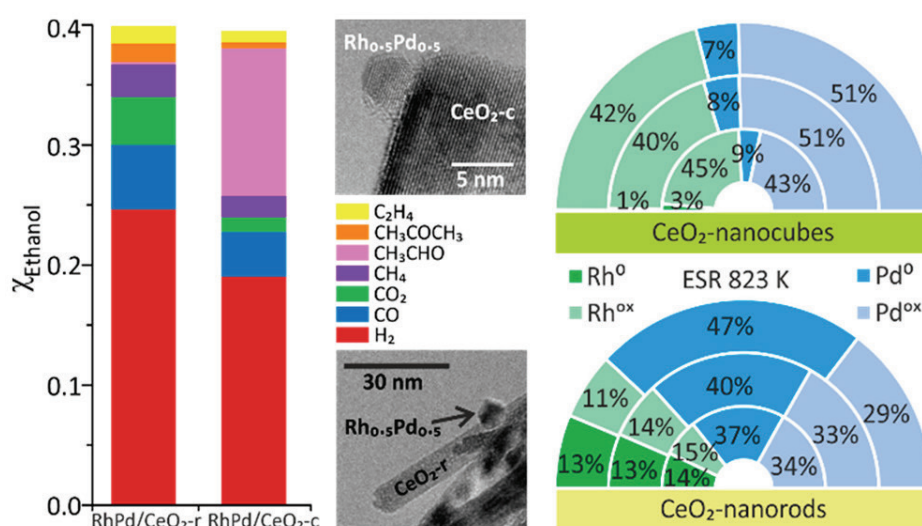 0.4
0.3
0.2
0.1
0.0
χEthanol
RhPd/CeO₂-r RhPd/CeO₂-c
Rh₀.₅Pd₀.₅
CeO₂-c
5 nm
C₂H₄
CH₃COCH₃
CH₃CHO
CH₄
CO₂
CO
H₂
30 nm
Rh₀.₅Pd₀.₅
CeO₂-r
42% 7% 51%
40% 8% 51%
1% 3% 45% 9% 43%
CeO₂-nanocubes
Rh⁰ ESR 823 K Pd⁰
Rhᵒˣ Pdᵒˣ
47%
11% 40% 29%
14% 37% 33%
15% 34%
13% 13% 14%
CeO₂-nanorods